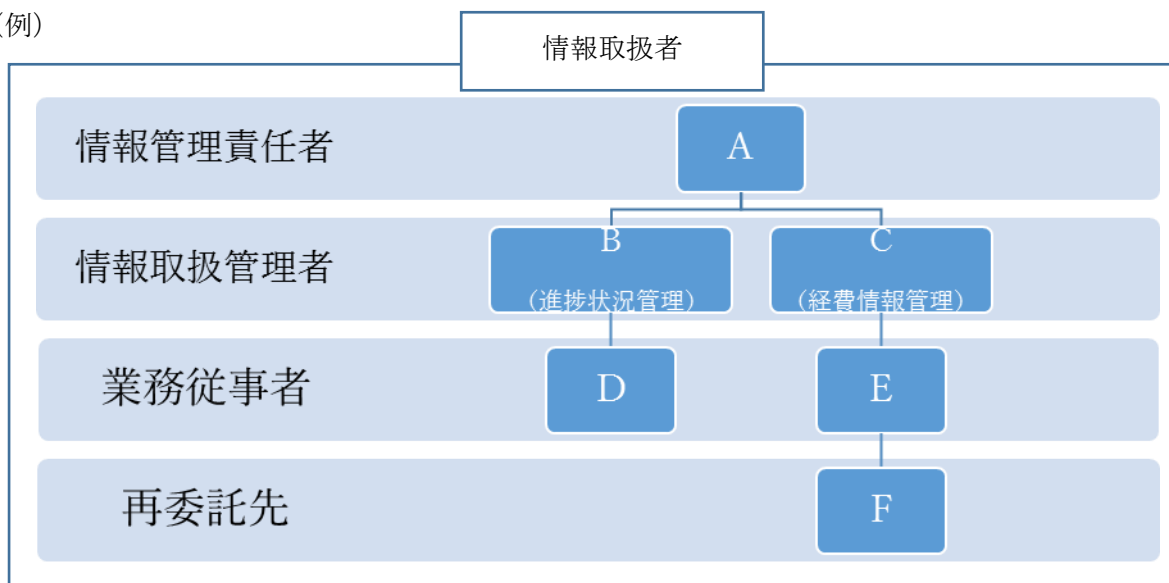 (例)
情報取扱者
情報管理責任者
A
情報取扱管理者
B
(進捗状況管理)
C
(経費情報管理)
業務従事者
D
E
再委託先
F